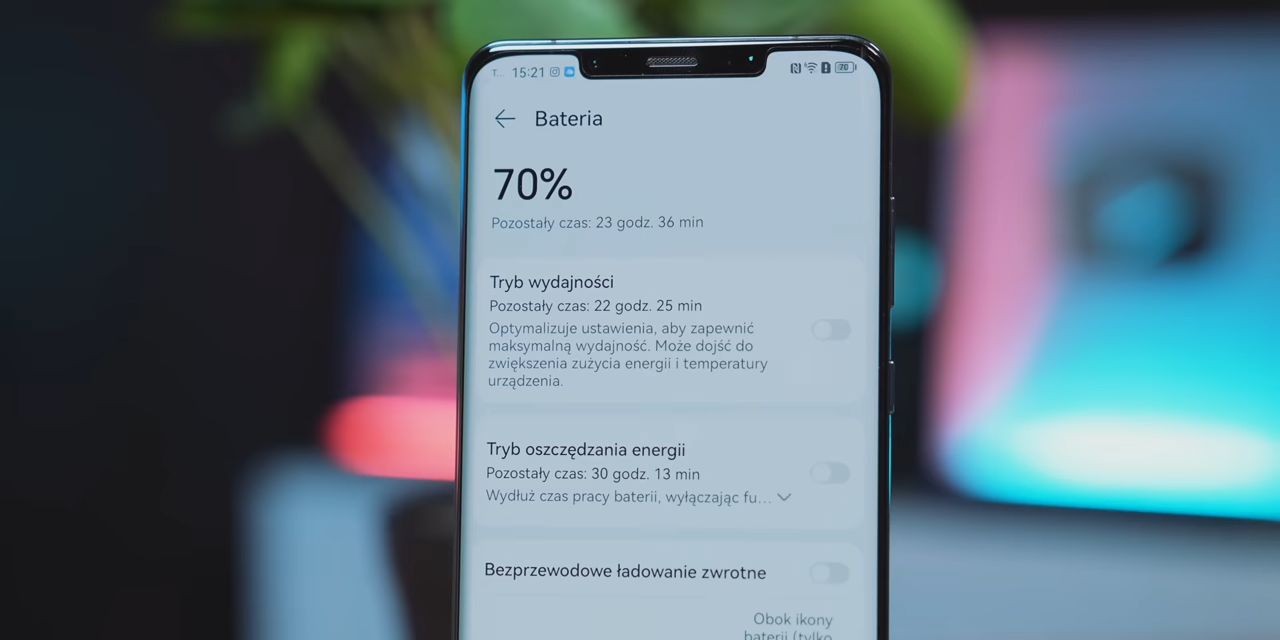 T... 15:21 70
Bateria
70%
Pozostały czas: 23 godz. 36 min
Tryb wydajności
Pozostały czas: 22 godz. 25 min
Optymalizuje ustawienia, aby zapewnić
maksymalną wydajność. Może dojść do
zwiększenia zużycia energii i temperatury
urządzenia.
Tryb oszczędzania energii
Pozostały czas: 30 godz. 13 min
Wydłuż czas pracy baterii, wyłączając fu...
Bezprzewodowe ładowanie zwrotne
Obok ikony
baterii (tylko